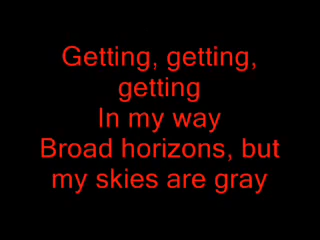 Getting, getting,
getting
In my way
Broad horizons, but
my skies are gray